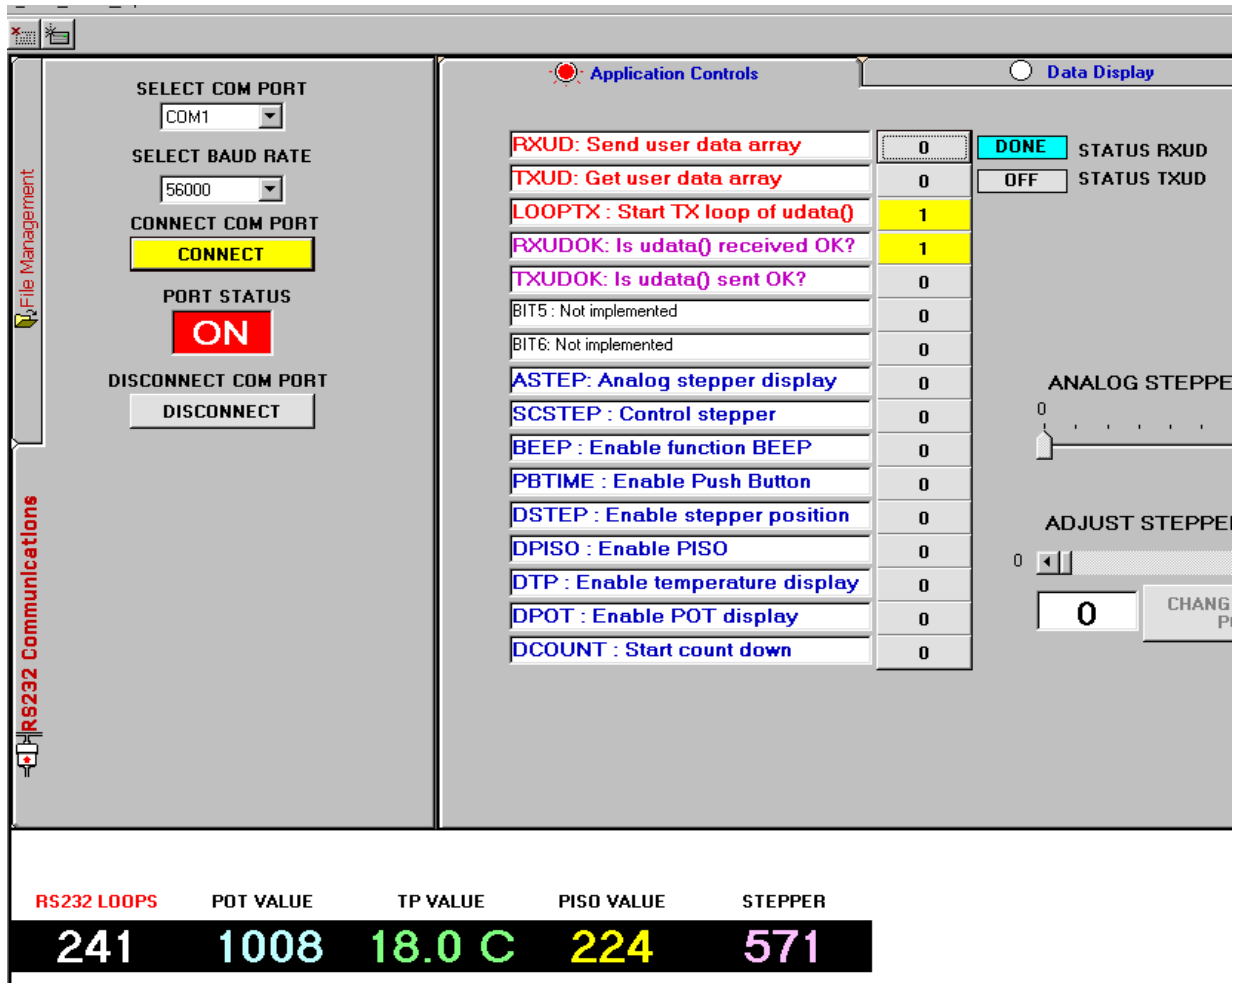 Application Controls
Data Display
File Management
RS232 Communications
SELECT COM PORT
COM1
SELECT BAUD RATE
56000
CONNECT COM PORT
CONNECT
PORT STATUS
ON
DISCONNECT COM PORT
DISCONNECT
RXUD: Send user data array 0 DONE STATUS RXUD
TXUD: Get user data array 0 OFF STATUS TXUD
LOOPTX : Start TX loop of udata() 1
RXUDOK: Is udata() received OK? 1
TXUDOK: Is udata() sent OK? 0
BIT5 : Not implemented 0
BIT6: Not implemented 0
ASTEP: Analog stepper display 0
SCSTEP : Control stepper 0
BEEP : Enable function BEEP 0
PBTIME : Enable Push Button 0
DSTEP : Enable stepper position 0
DPISO : Enable PISO 0
DTP : Enable temperature display 0
DPOT : Enable POT display 0
DCOUNT : Start count down 0
ANALOG STEPPE
0
ADJUST STEPPE
0
0
CHANG
P
RS232 LOOPS POT VALUE TP VALUE PISO VALUE STEPPER
241 1008 18.0 C 224 571